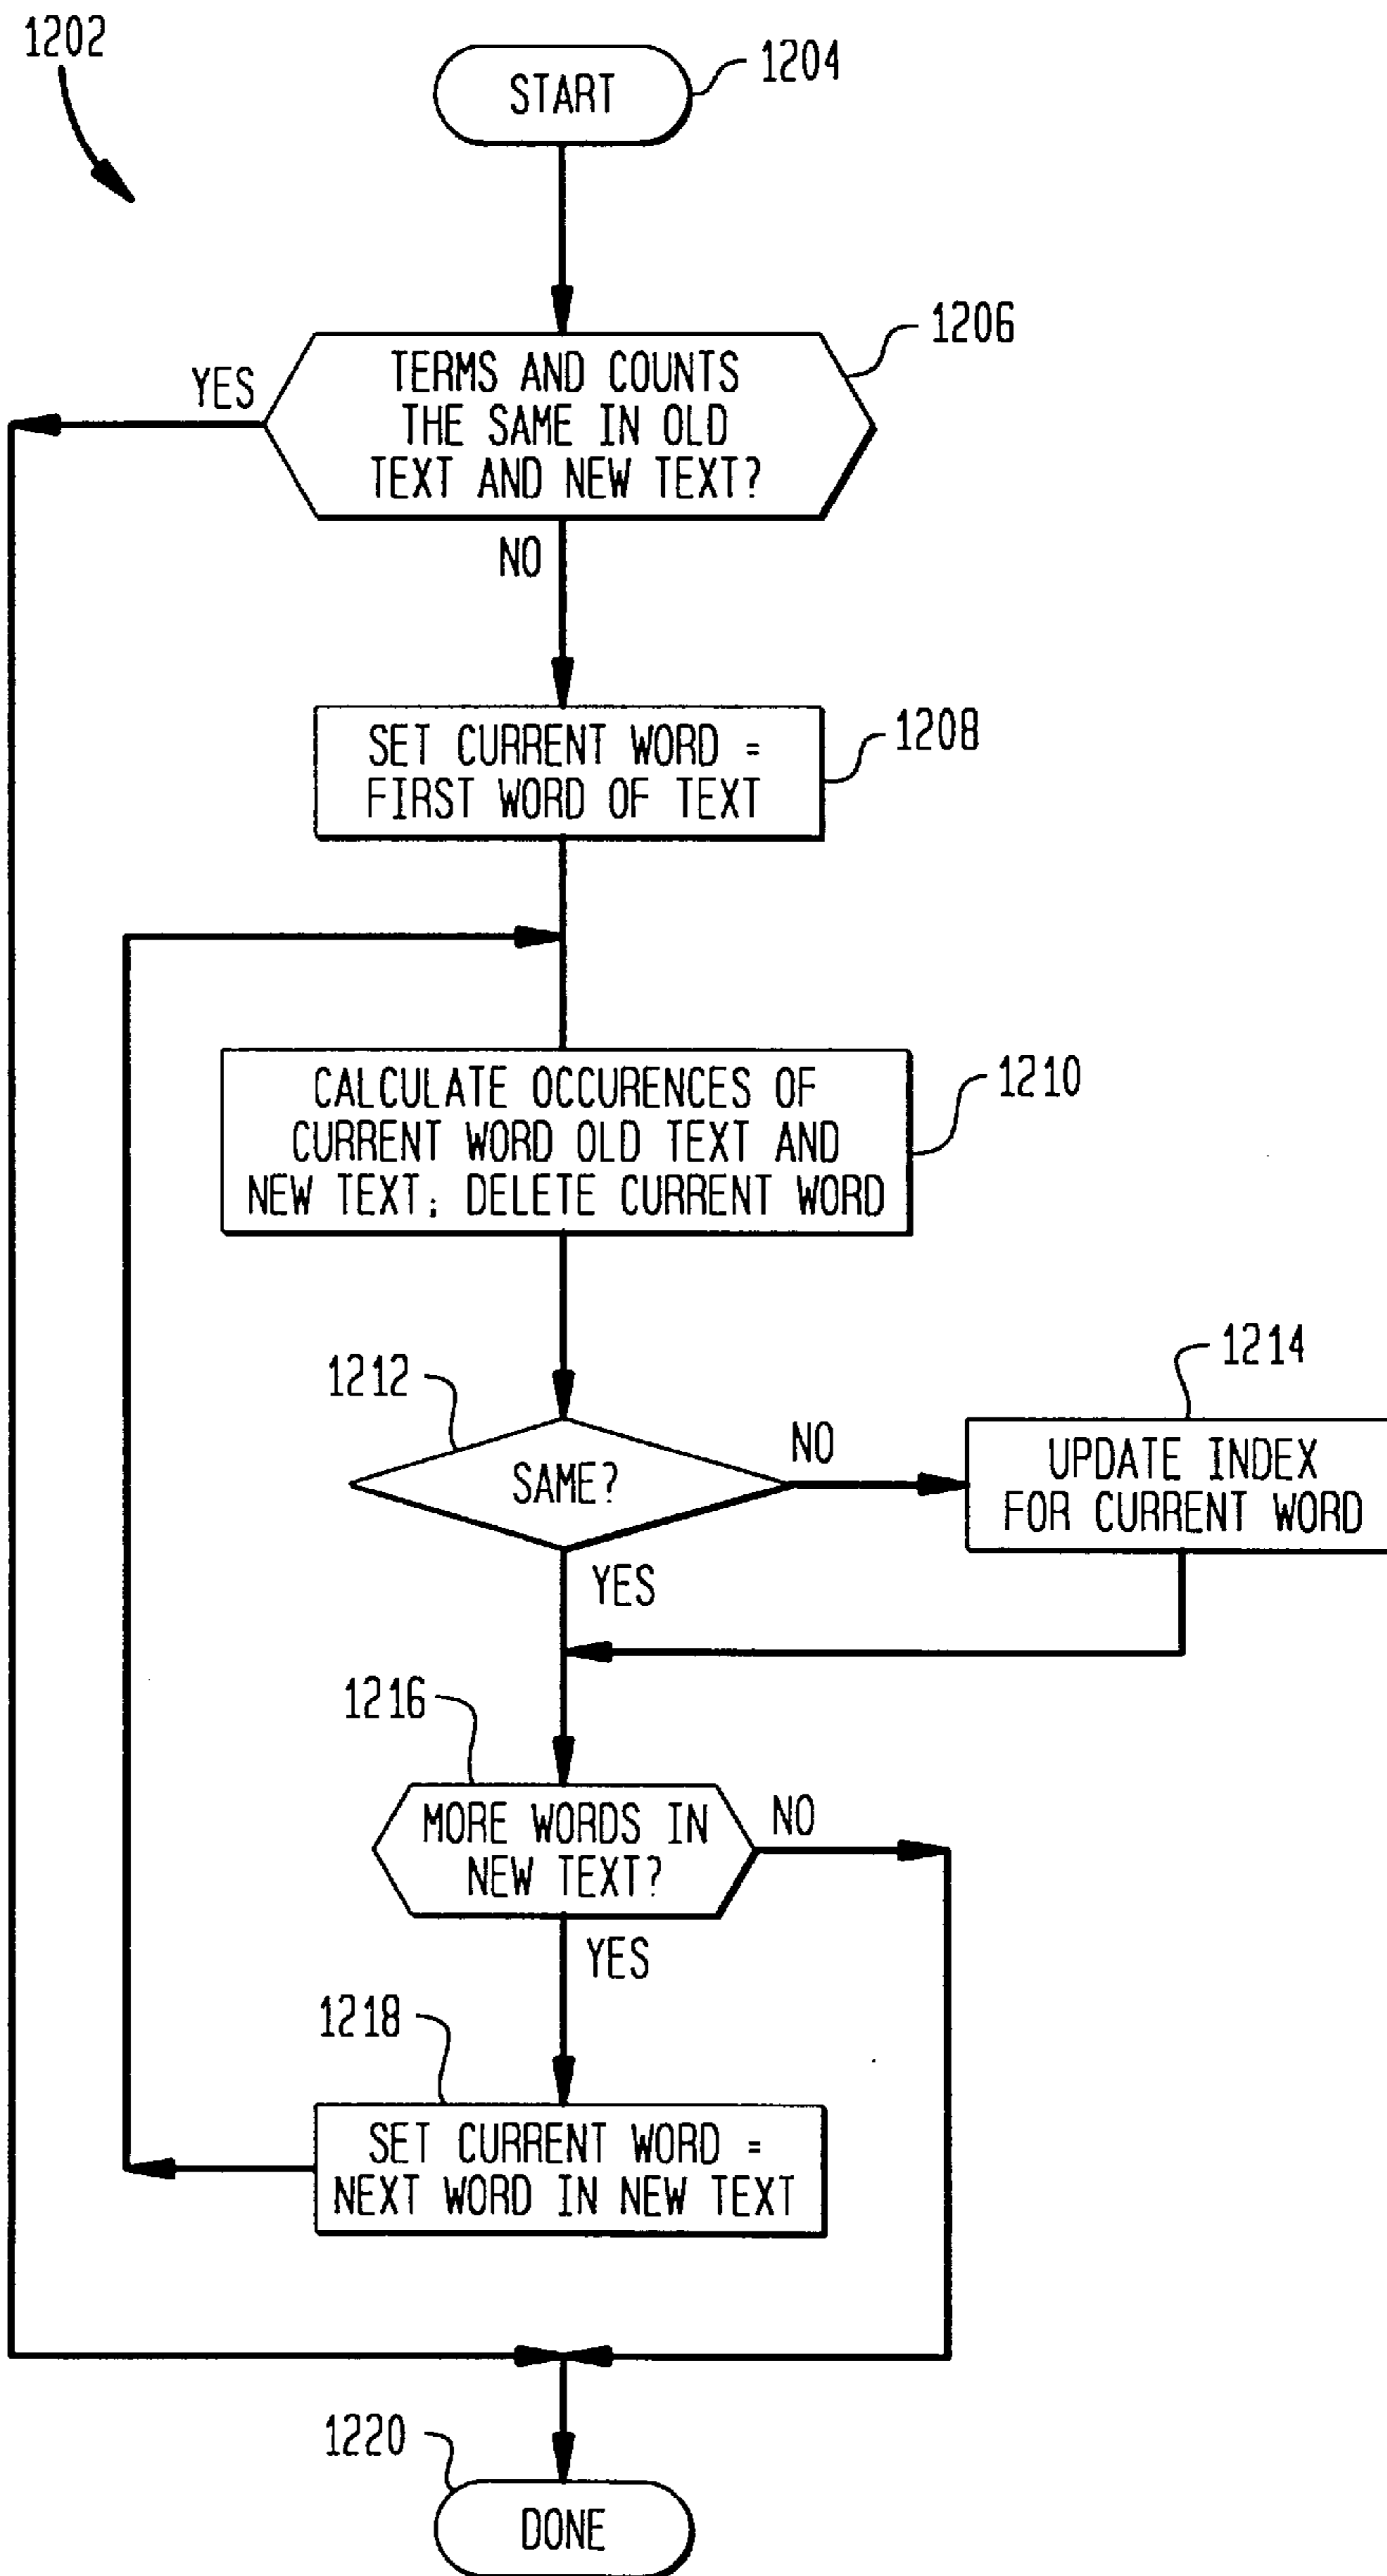 1202
START
1204
TERMS AND COUNTS
THE SAME IN OLD
TEXT AND NEW TEXT?
1206
YES
NO
SET CURRENT WORD =
FIRST WORD OF TEXT
1208
CALCULATE OCCURENCES OF
CURRENT WORD OLD TEXT AND
NEW TEXT; DELETE CURRENT WORD
1210
1212
SAME?
NO
1214
UPDATE INDEX
FOR CURRENT WORD
YES
1216
MORE WORDS IN
NEW TEXT?
NO
YES
1218
SET CURRENT WORD =
NEXT WORD IN NEW TEXT
1220
DONE